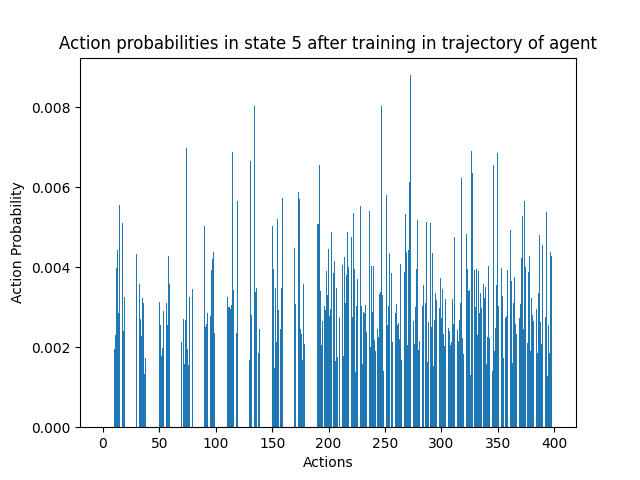 Action probabilities in state 5 after training in trajectory of agent
0.008
0.006
0.004
0.002
0.000
Action Probability
0 50 100 150 200 250 300 350 400
Actions